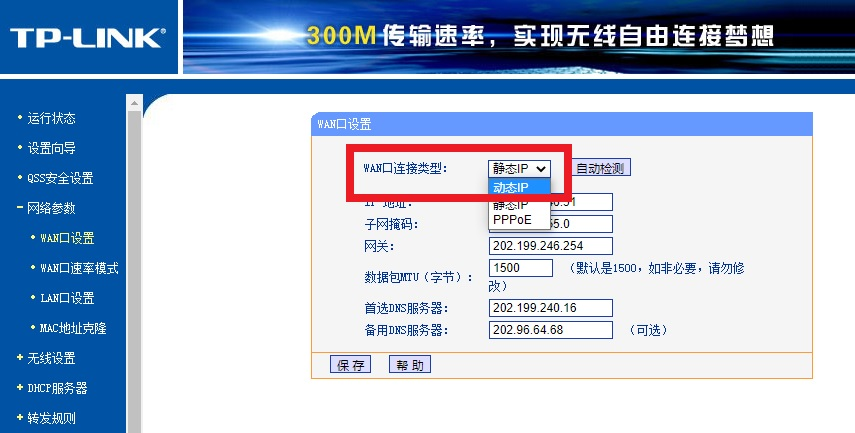 TP-LINK®
300M 传输速率，实现无线自由连接梦想
• 运行状态
• 设置向导
• QSS安全设置
- 网络参数
• WAN口设置
• WAN口速率模式
• LAN口设置
• MAC地址克隆
+ 无线设置
+ DHCP服务器
+ 转发规则
WAN口设置
WAN口连接类型：
静态IP
自动检测
动态IP
静态IP
PPPoE
子网掩码：
5.0
网关：
202.199.246.254
数据包MTU（字节）：
1500
（默认是1500，如非必要，请勿修
改）
首选DNS服务器：
202.199.240.16
备用DNS服务器：
202.96.64.68
（可选）
保 存
帮 助